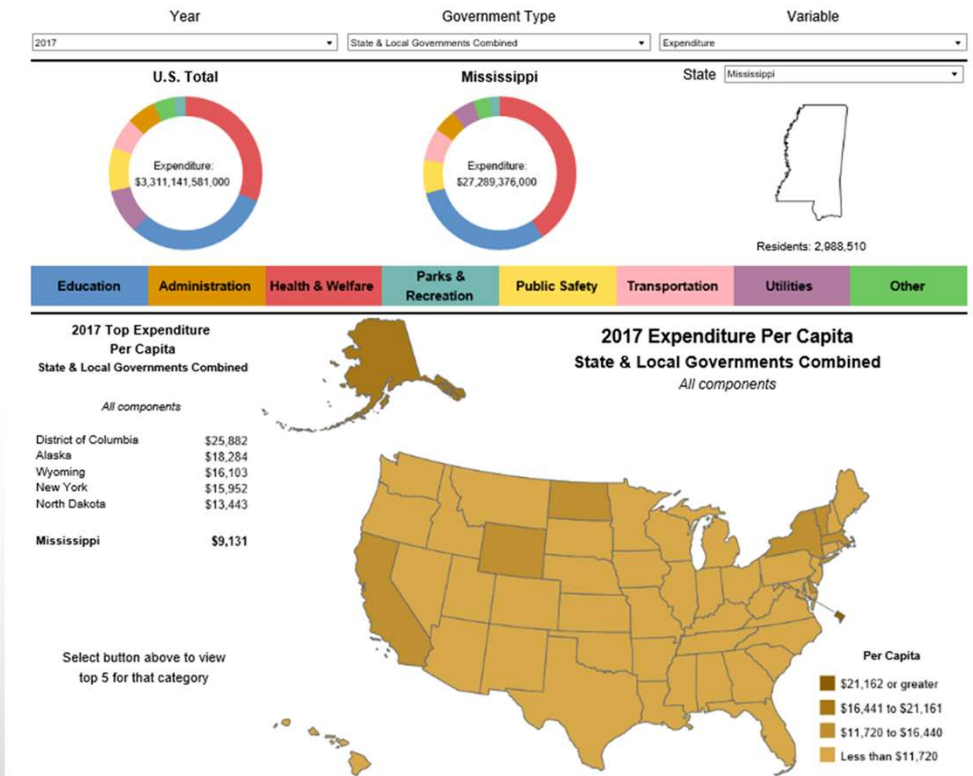 Year
Government Type
Variable
2017
State & Local Governments Combined
Expenditure
U.S. Total
Mississippi
State
Mississippi
Expenditure:
$3,311,141,581,000
Expenditure:
$27,289,376,000
Residents: 2,988,510
Education
Administration
Health & Welfare
Parks &
Recreation
Public Safety
Transportation
Utilities
Other
2017 Top Expenditure
Per Capita
State & Local Governments Combined
All components
District of Columbia $25,882
Alaska $18,284
Wyoming $16,103
New York $15,952
North Dakota $13,443
Mississippi $9,131
Select button above to view
top 5 for that category
2017 Expenditure Per Capita
State & Local Governments Combined
All components
Per Capita
$21,162 or greater
$16,441 to $21,161
$11,720 to $16,440
Less than $11,720